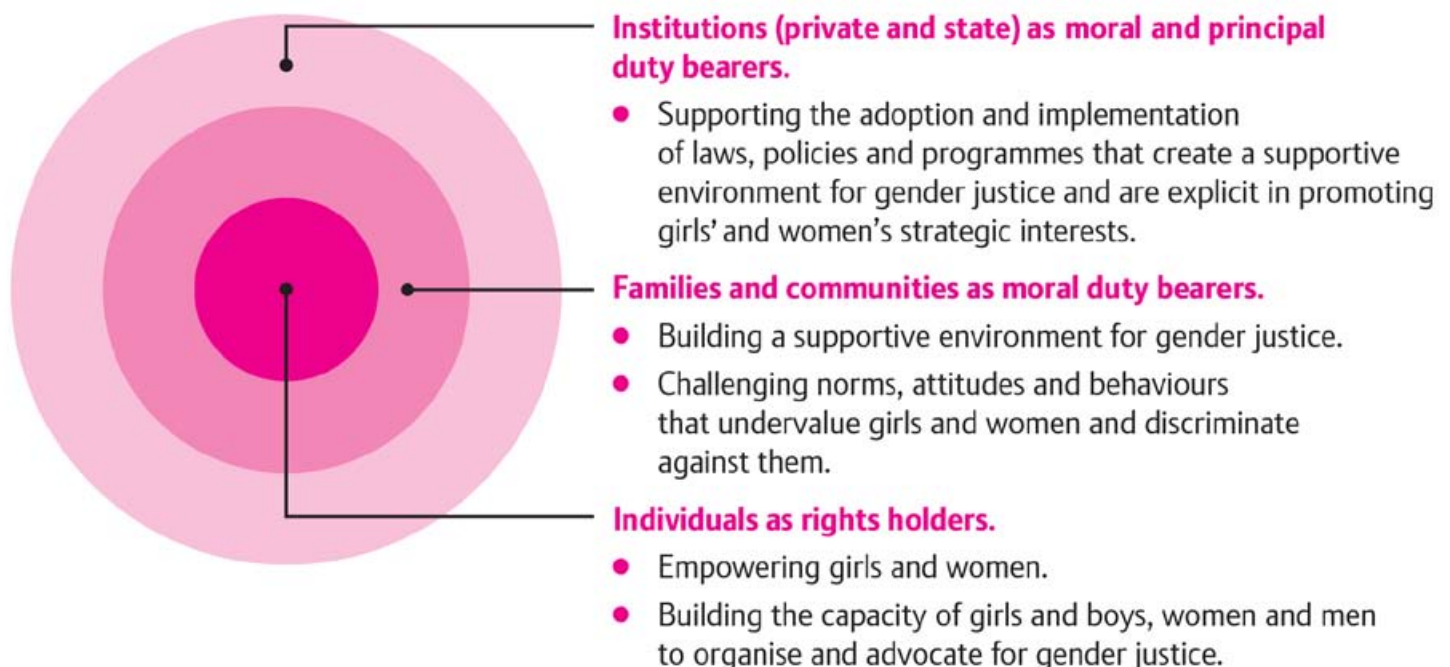 Institutions (private and state) as moral and principal
duty bearers.
● Supporting the adoption and implementation
of laws, policies and programmes that create a supportive
environment for gender justice and are explicit in promoting
girls’ and women’s strategic interests.
Families and communities as moral duty bearers.
● Building a supportive environment for gender justice.
● Challenging norms, attitudes and behaviours
that undervalue girls and women and discriminate
against them.
Individuals as rights holders.
● Empowering girls and women.
● Building the capacity of girls and boys, women and men
to organise and advocate for gender justice.